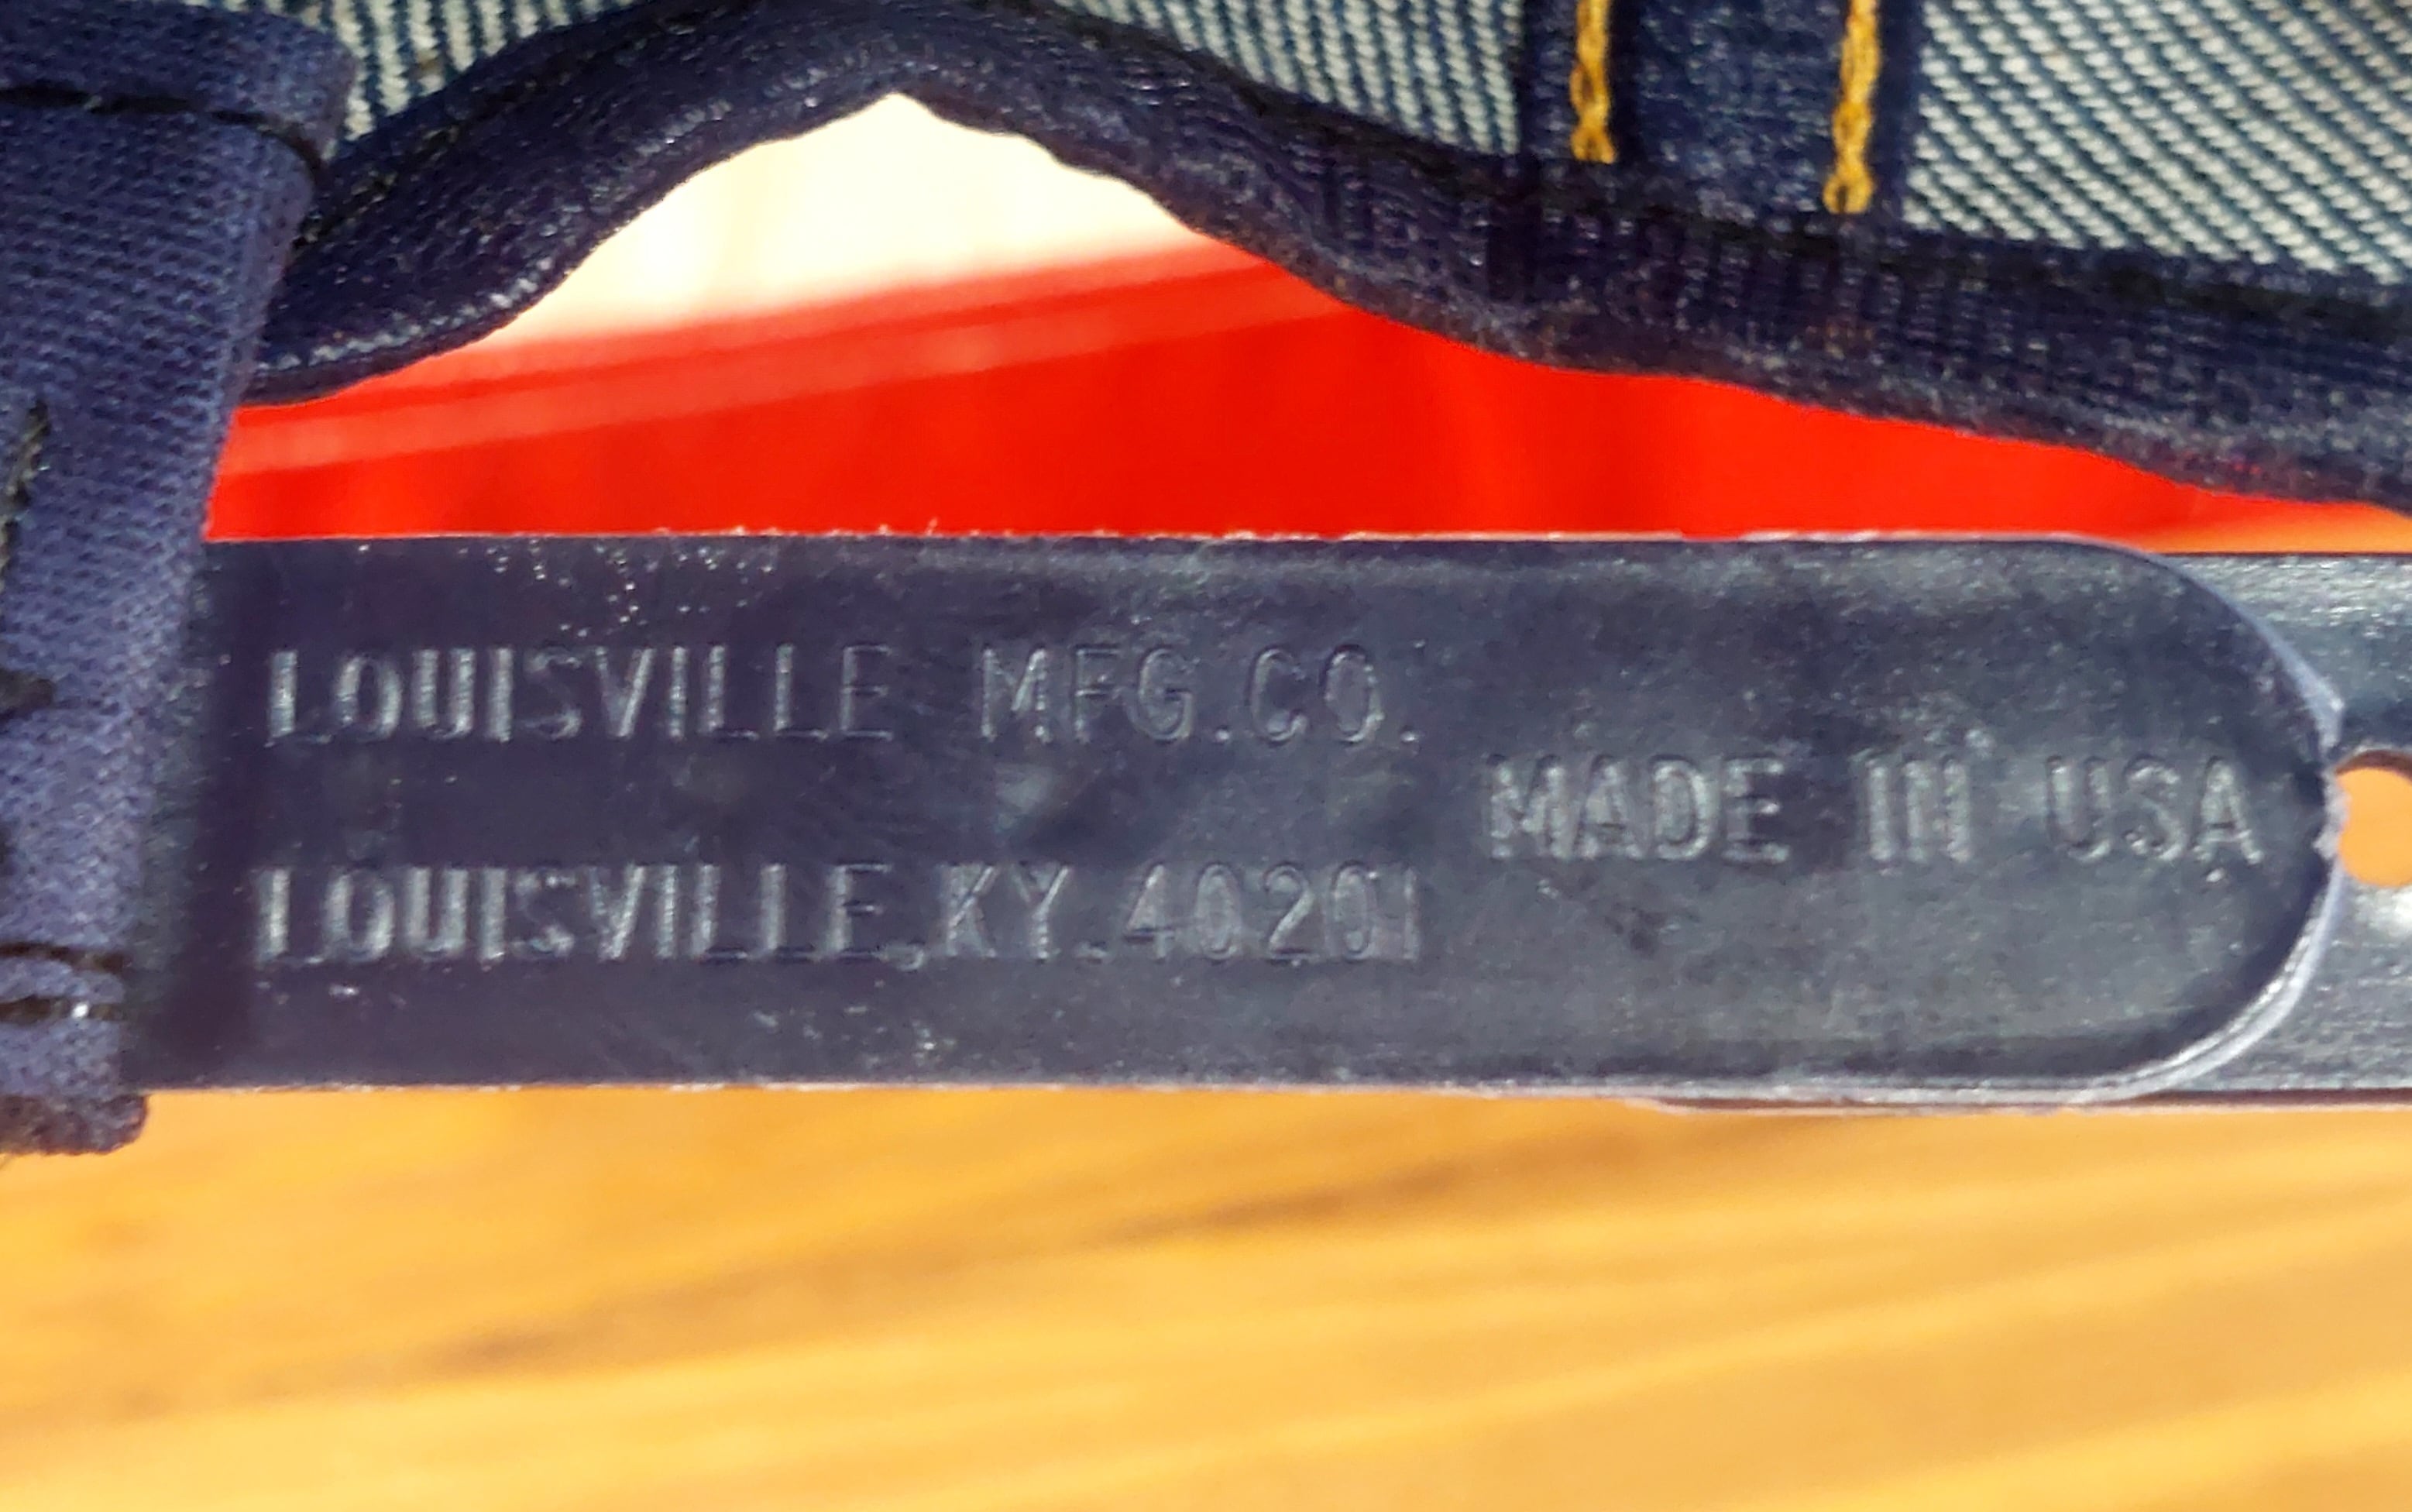 LOUISVILLE MFG.CO.
LOUISVILLE,KY.40201
MADE IN USA